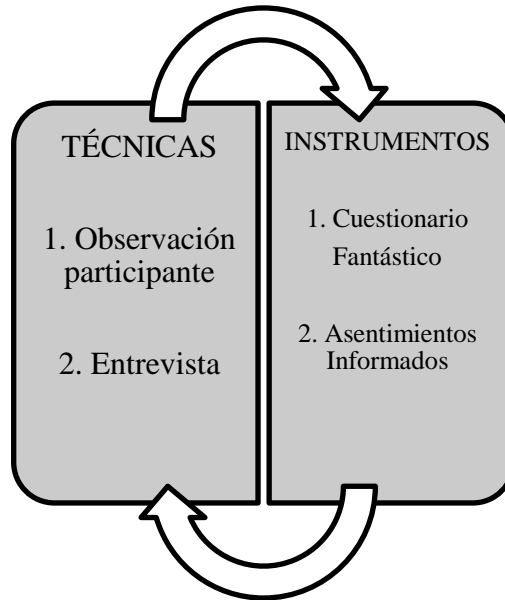 TÉCNICAS
1. Observación
participante
2. Entrevista
INSTRUMENTOS
1. Cuestionario
Fantástico
2. Asentimientos
Informados